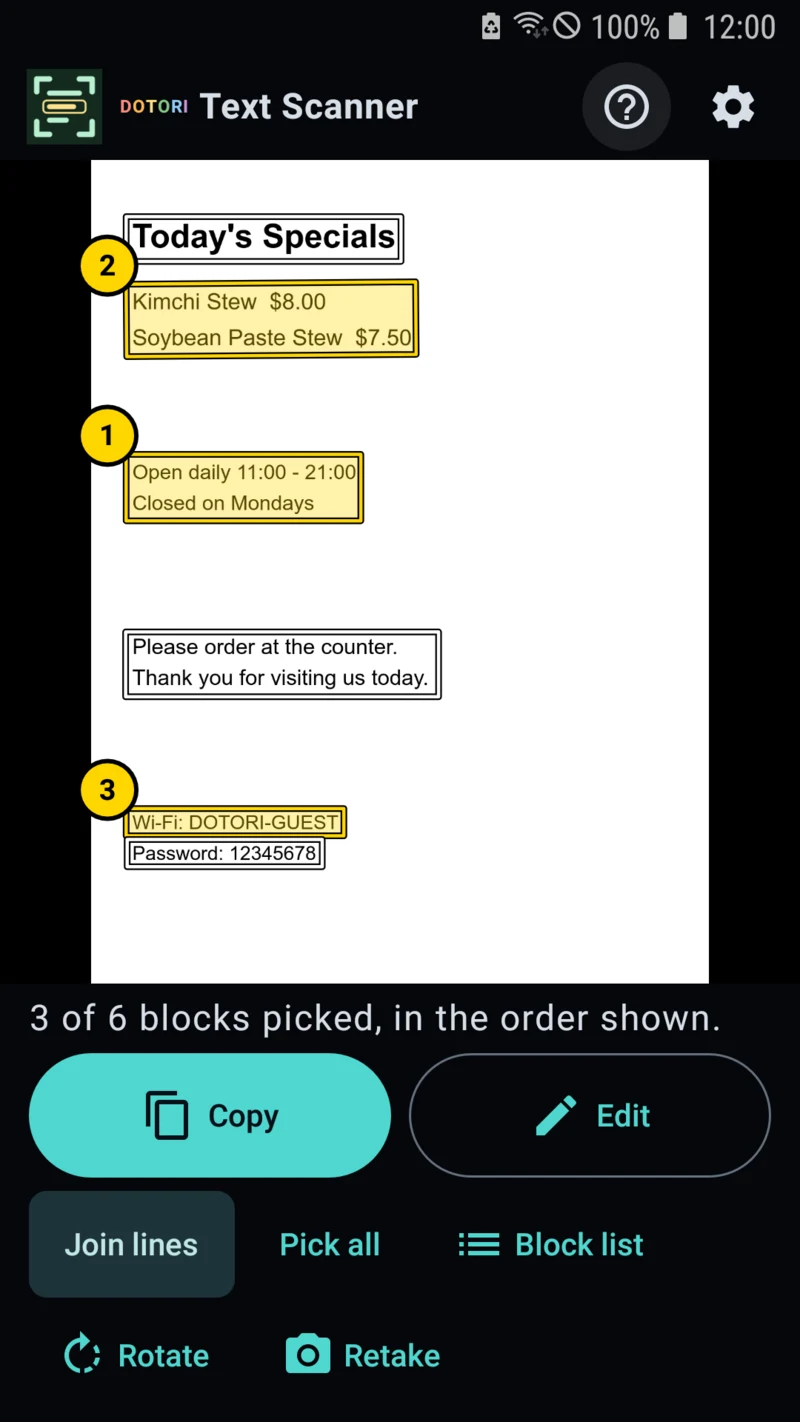 100% 12:00
DOTORI Text Scanner
Today's Specials
2
Kimchi Stew $8.00
Soybean Paste Stew $7.50
1
Open daily 11:00 - 21:00
Closed on Mondays
Please order at the counter.
Thank you for visiting us today.
3
Wi-Fi: DOTORI-GUEST
Password: 12345678
3 of 6 blocks picked, in the order shown.
Copy Edit
Join lines Pick all Block list
Rotate Retake